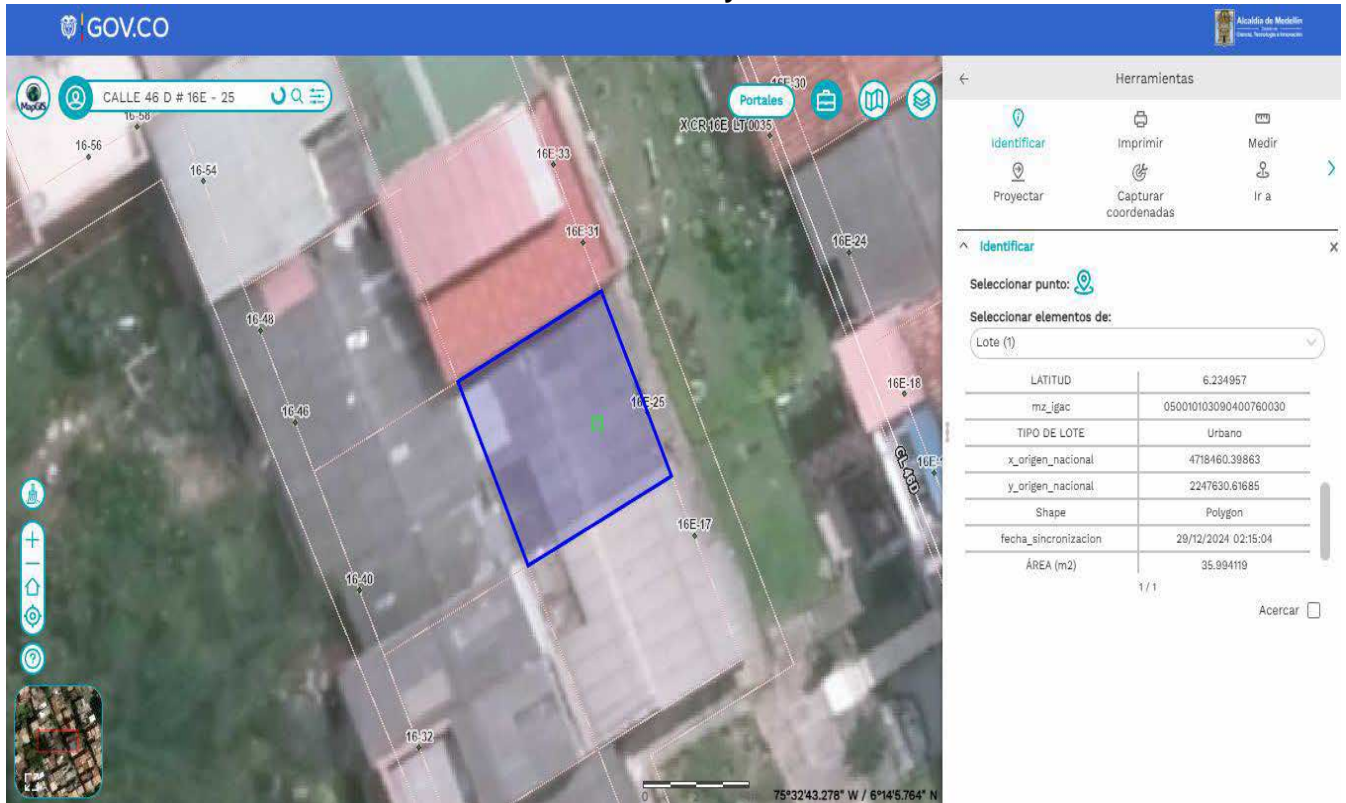 GOV.CO
Alcaldía de Medellín
Ciencia, Tecnología e Innovación
MapGIS
CALLE 46 D # 16E - 25
Portales
16-58
16-56
16-54
16E-33
X CR 16E LT 0035
16E-30
16E-31
16E-24
16-48
16-46
16E-25
16E-18
CL 46D
16E-17
16-40
16-32
0
75°32'43.278" W / 6°14'5.764" N
Herramientas
Identificar
Imprimir
Medir
Proyectar
Capturar
coordenadas
Ir a
Identificar
x
Seleccionar punto:
Seleccionar elementos de:
Lote (1)
LATITUD 6.234957
mz_igac 050010103090400760030
TIPO DE LOTE Urbano
x_origen_nacional 4718460.39863
y_origen_nacional 2247630.61685
Shape Polygon
fecha_sincronizacion 29/12/2024 02:15:04
ÁREA (m2) 35.994119
1 / 1
Acercar